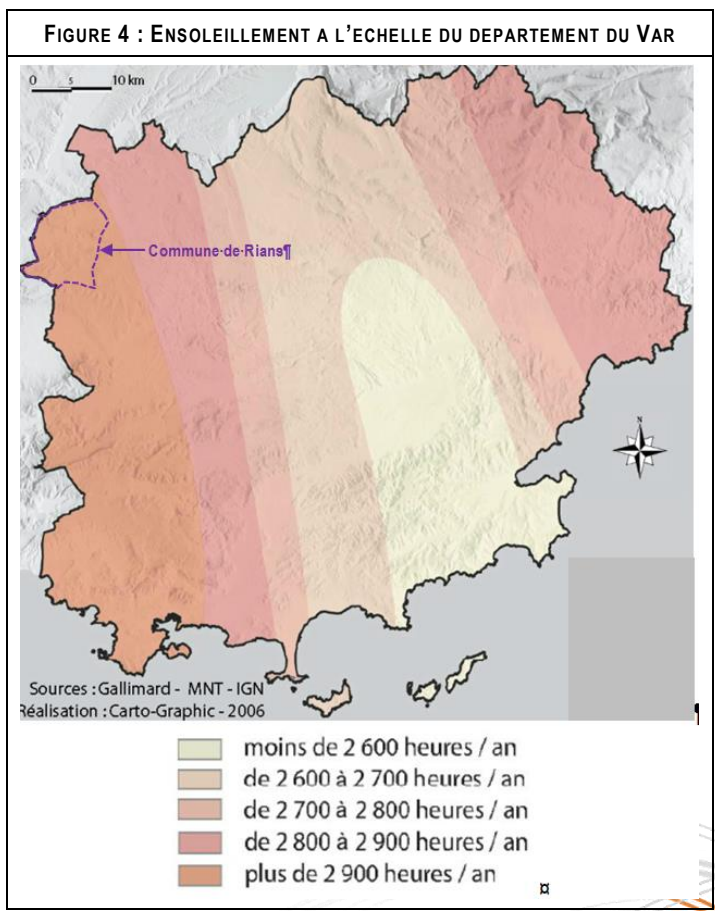 FIGURE 4 : ENSOLEILLEMENT A L'ECHELLE DU DEPARTEMENT DU VAR
0 5 10 km
Commune·de·Rians¶
N
Sources : Gallimard - MNT - IGN
Réalisation : Carto-Graphic - 2006
moins de 2 600 heures / an
de 2 600 à 2 700 heures / an
de 2 700 à 2 800 heures / an
de 2 800 à 2 900 heures / an
plus de 2 900 heures / an
¤